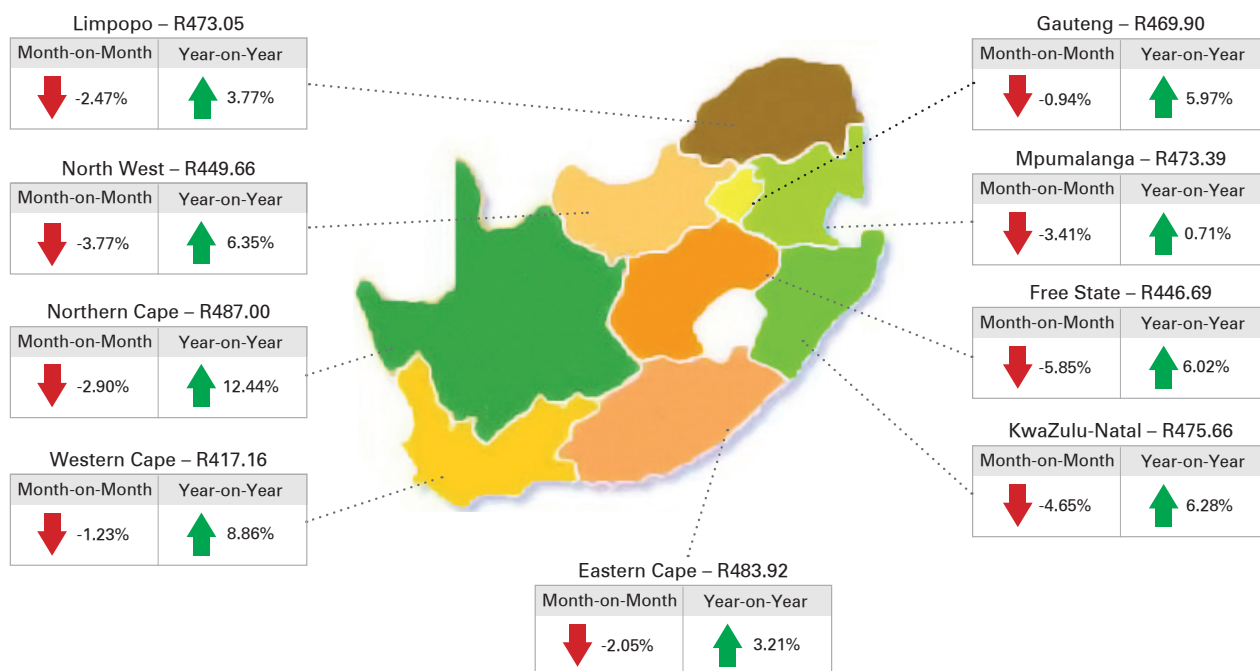 Limpopo – R473.05
Month-on-Month Year-on-Year
-2.47% 3.77%
North West – R449.66
Month-on-Month Year-on-Year
-3.77% 6.35%
Northern Cape – R487.00
Month-on-Month Year-on-Year
-2.90% 12.44%
Western Cape – R417.16
Month-on-Month Year-on-Year
-1.23% 8.86%
Eastern Cape – R483.92
Month-on-Month Year-on-Year
-2.05% 3.21%
Gauteng – R469.90
Month-on-Month Year-on-Year
-0.94% 5.97%
Mpumalanga – R473.39
Month-on-Month Year-on-Year
-3.41% 0.71%
Free State – R446.69
Month-on-Month Year-on-Year
-5.85% 6.02%
KwaZulu-Natal – R475.66
Month-on-Month Year-on-Year
-4.65% 6.28%